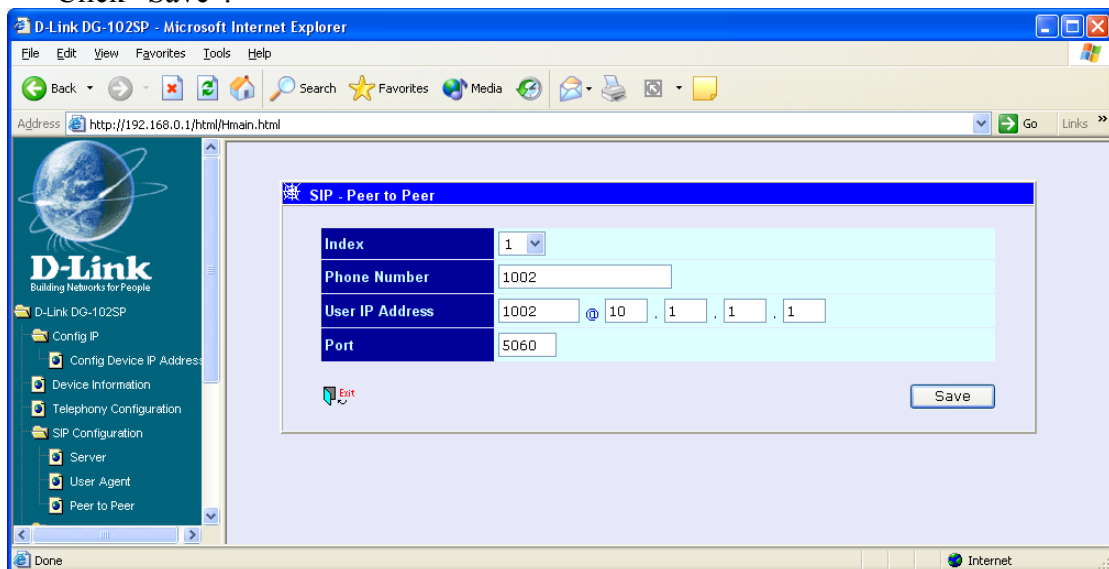 Click "Save".
D-Link DG-102SP - Microsoft Internet Explorer
File Edit View Favorites Tools Help
Back Search Favorites Media
Address http://192.168.0.1/html/Hmain.html Go Links »
D-Link
Building Networks for People
D-Link DG-102SP
Config IP
Config Device IP Address
Device Information
Telephony Configuration
SIP Configuration
Server
User Agent
Peer to Peer
SIP - Peer to Peer
Index 1
Phone Number 1002
User IP Address 1002 @ 10 . 1 . 1 . 1
Port 5060
Exit Save
Done Internet